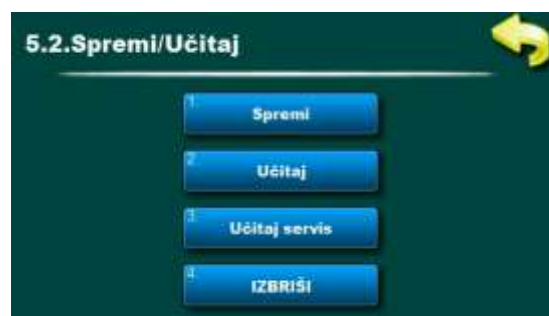 5.2.Spremi/Učitaj
1
Spremi
2
Učitaj
3
Učitaj servis
4
IZBRIŠI